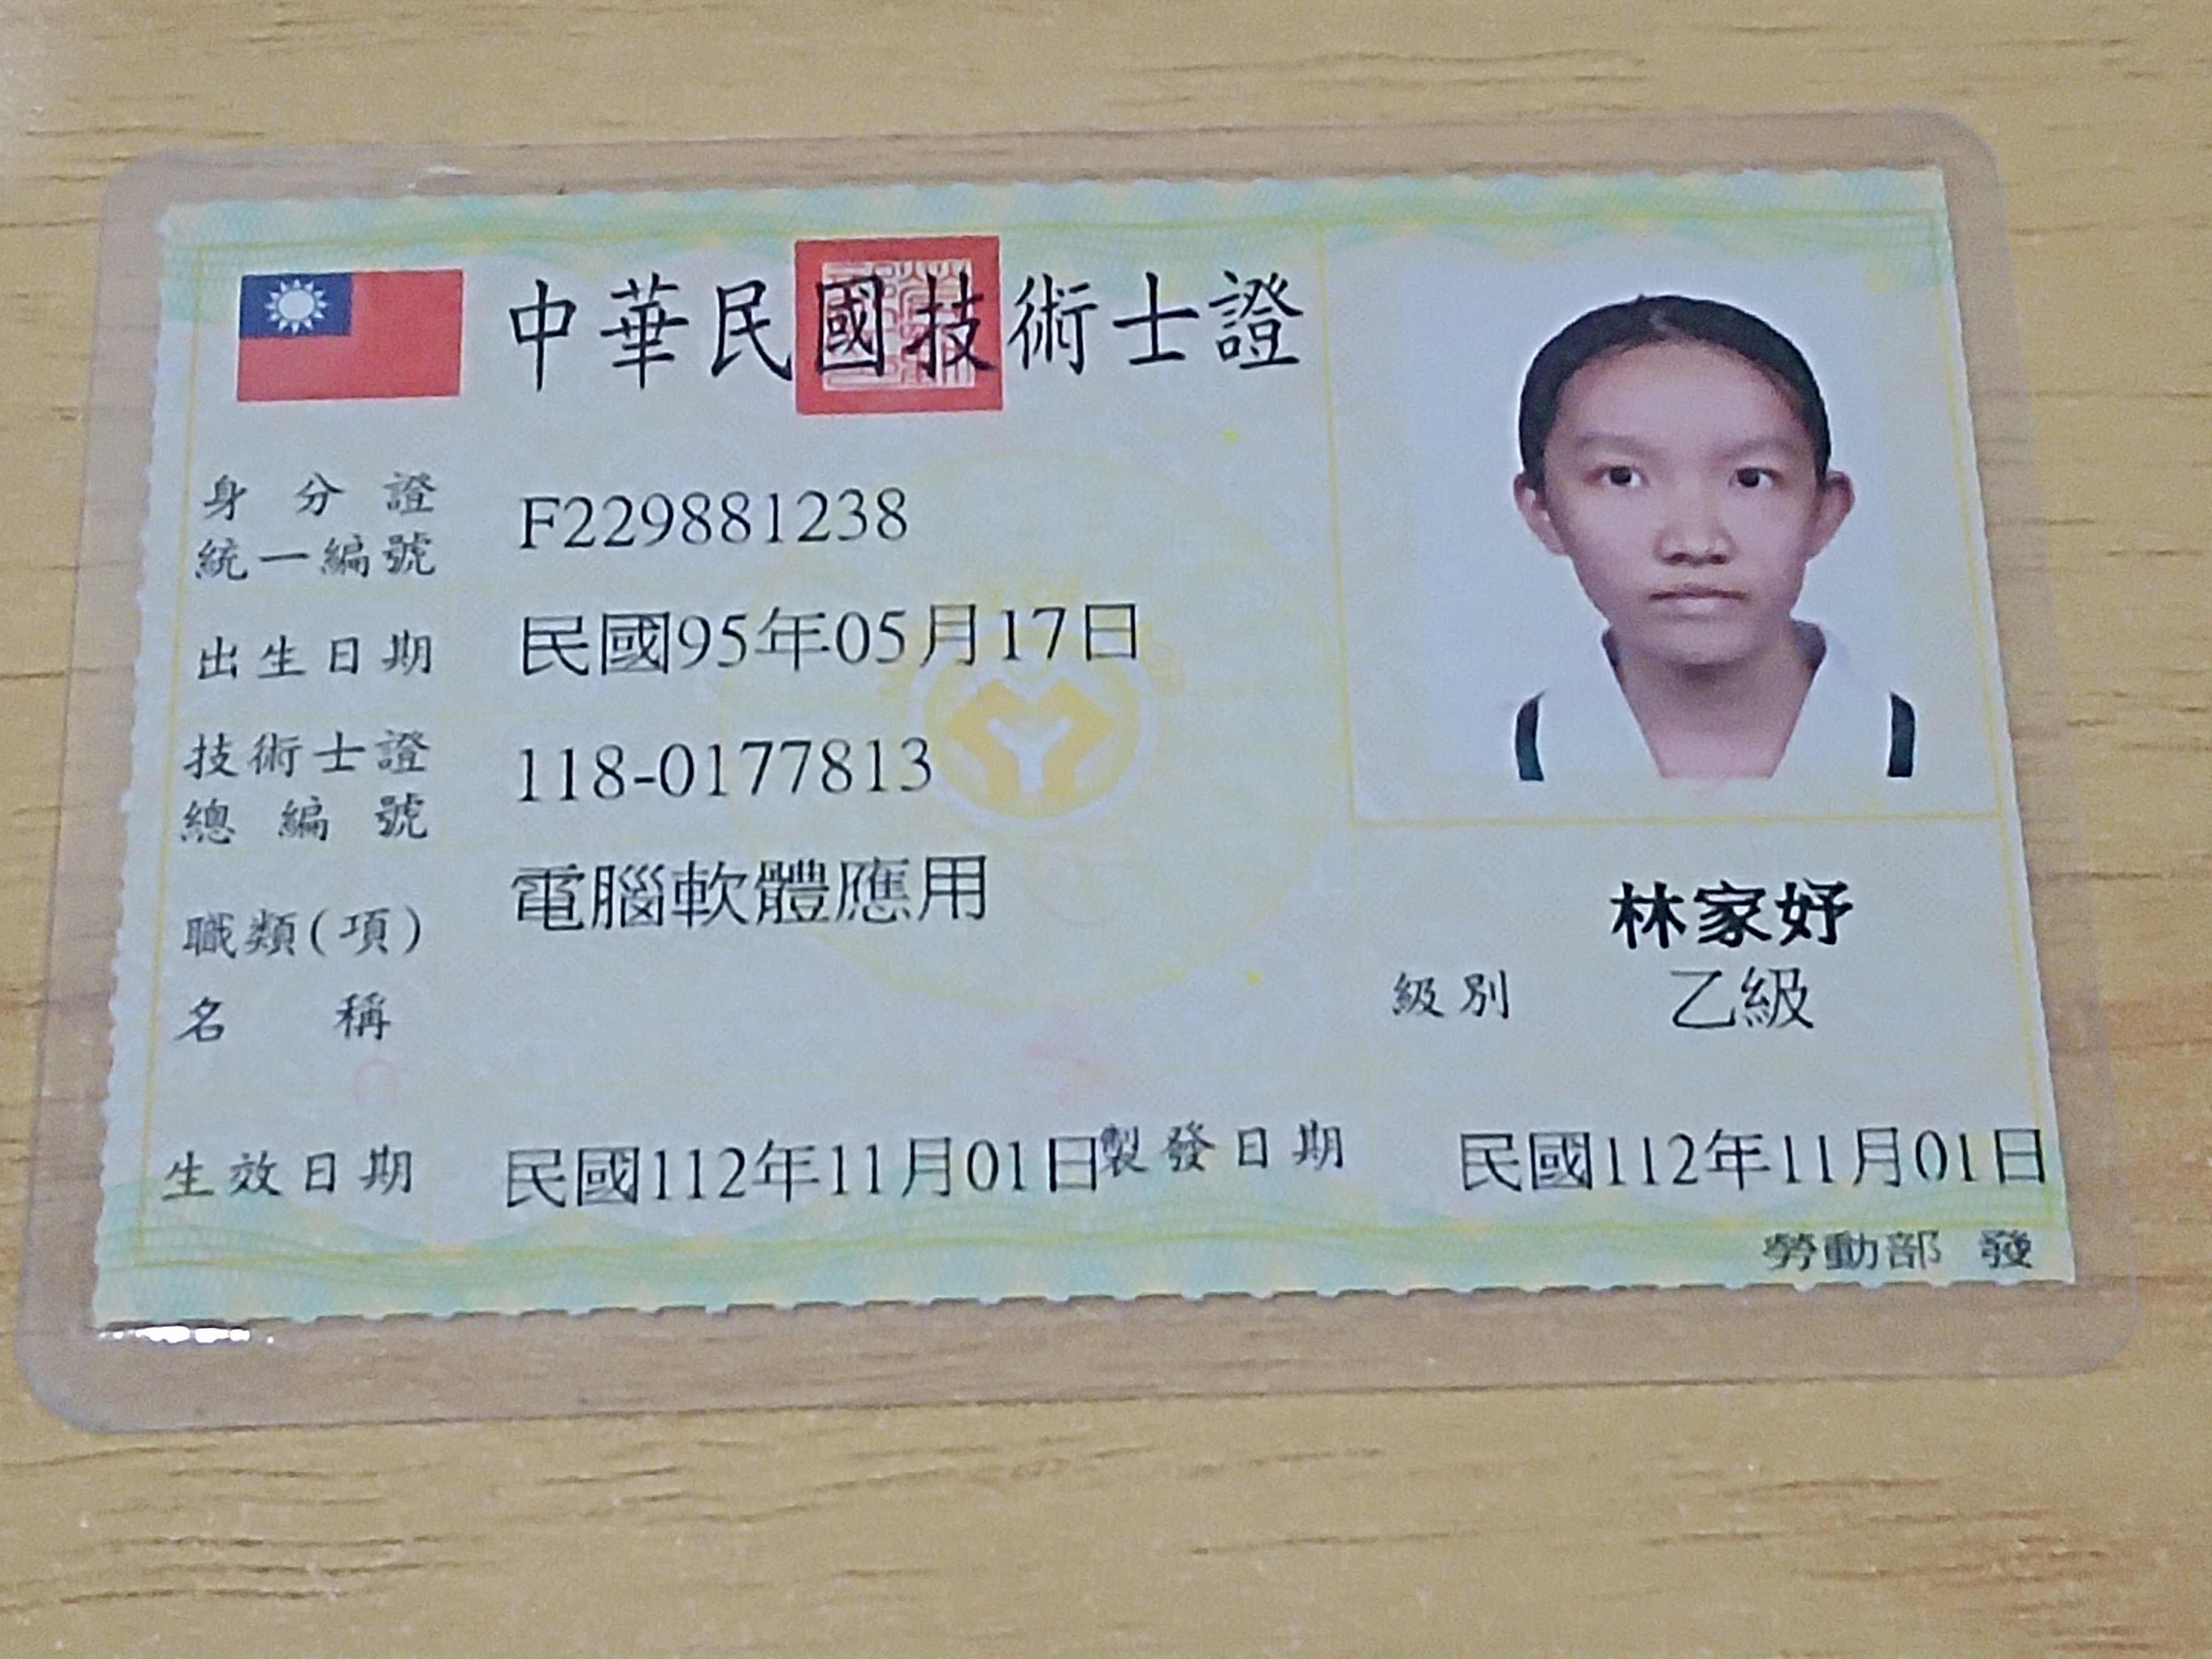 中華民國技術士證
身分證統一編號 F229881238
出生日期 民國95年05月17日
技術士證總編號 118-0177813
職類(項)名稱 電腦軟體應用
林家妤
級別 乙級
生效日期 民國112年11月01日 製發日期 民國112年11月01日
勞動部 發